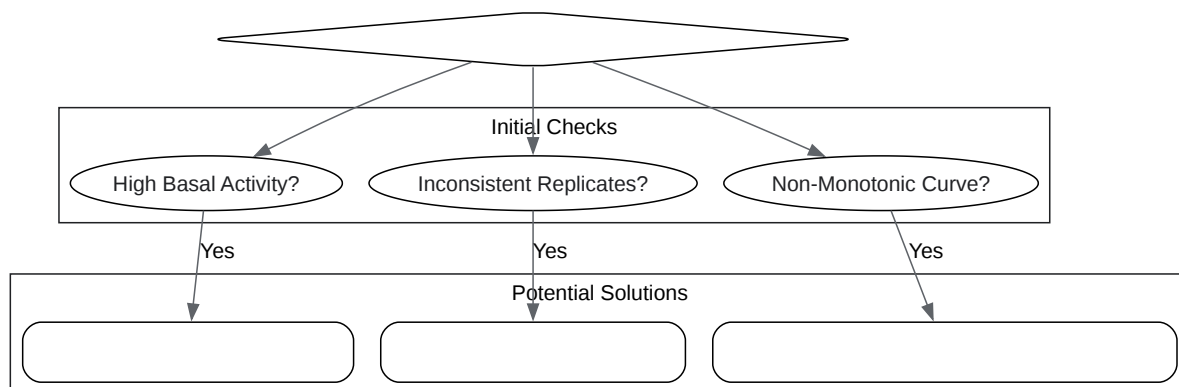 Initial Checks
High Basal Activity?
Inconsistent Replicates?
Non-Monotonic Curve?
Yes
Yes
Yes
Potential Solutions